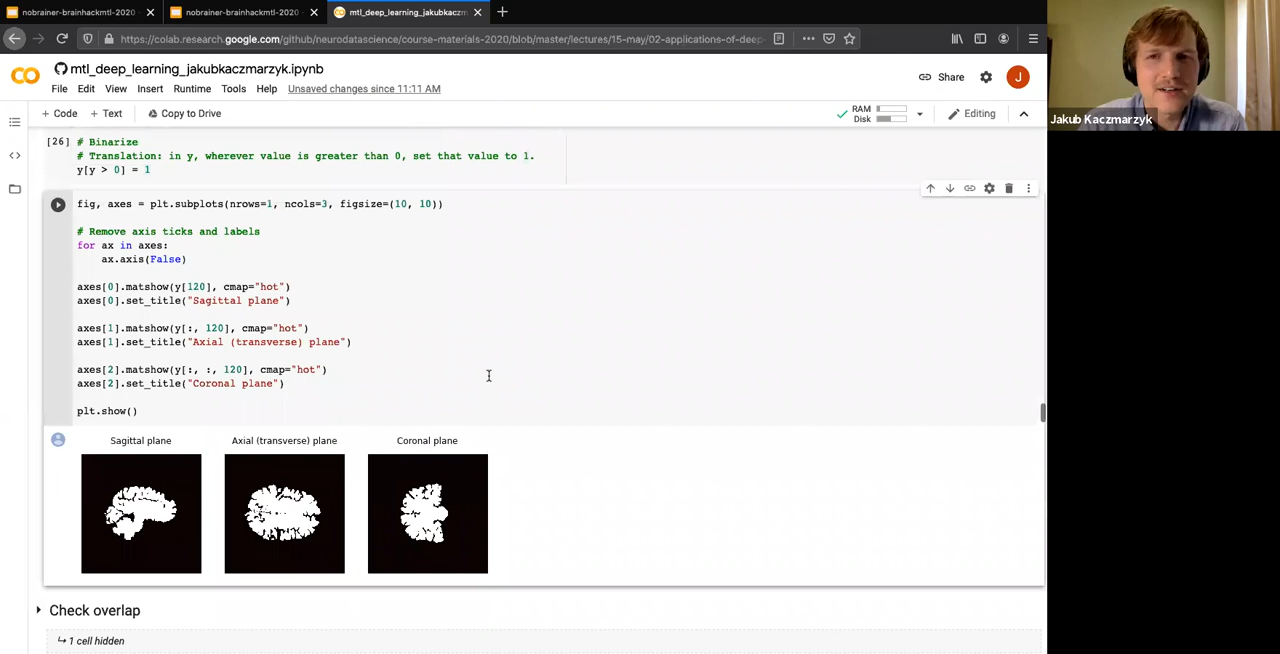 nobrainer-brainhackmtl-2020
nobrainer-brainhackmtl-2020
mtl_deep_learning_jakubkaczm
https://colab.research.google.com/github/neurodatascience/course-materials-2020/blob/master/lectures/15-may/02-applications-of-deep-
mtl_deep_learning_jakubkaczmarzyk.ipynb
Share
J
File Edit View Insert Runtime Tools Help Unsaved changes since 11:11 AM
+ Code + Text Copy to Drive
RAM
Disk
Editing
Jakub Kaczmarzyk
[26] # Binarize
# Translation: in y, wherever value is greater than 0, set that value to 1.
y[y > 0] = 1
fig, axes = plt.subplots(nrows=1, ncols=3, figsize=(10, 10))
# Remove axis ticks and labels
for ax in axes:
    ax.axis(False)
axes[0].matshow(y[120], cmap="hot")
axes[0].set_title("Sagittal plane")
axes[1].matshow(y[:, 120], cmap="hot")
axes[1].set_title("Axial (transverse) plane")
axes[2].matshow(y[:, :, 120], cmap="hot")
axes[2].set_title("Coronal plane")
plt.show()
Sagittal plane Axial (transverse) plane Coronal plane
Check overlap
1 cell hidden